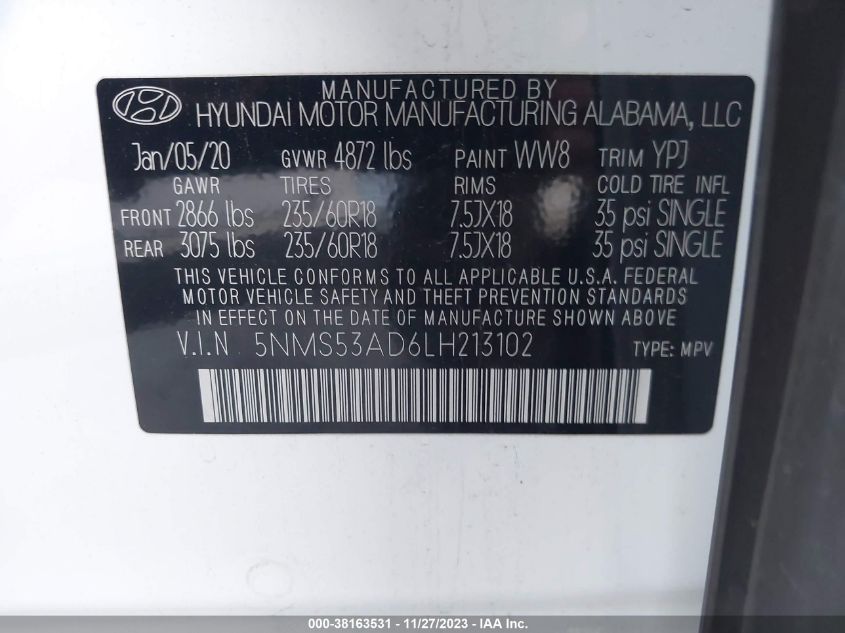 MANUFACTURED BY
HYUNDAI MOTOR MANUFACTURING ALABAMA, LLC
Jan/05/20 GVWR 4872 lbs PAINT WW8 TRIM YPJ
GAWR TIRES RIMS COLD TIRE INFL
FRONT 2866 lbs 235/60R18 7.5JX18 35 psi SINGLE
REAR 3075 lbs 235/60R18 7.5JX18 35 psi SINGLE
THIS VEHICLE CONFORMS TO ALL APPLICABLE U.S.A. FEDERAL
MOTOR VEHICLE SAFETY AND THEFT PREVENTION STANDARDS
IN EFFECT ON THE DATE OF MANUFACTURE SHOWN ABOVE
V.I.N 5NMS53AD6LH213102 TYPE: MPV
000-38163531 - 11/27/2023 - IAA Inc.